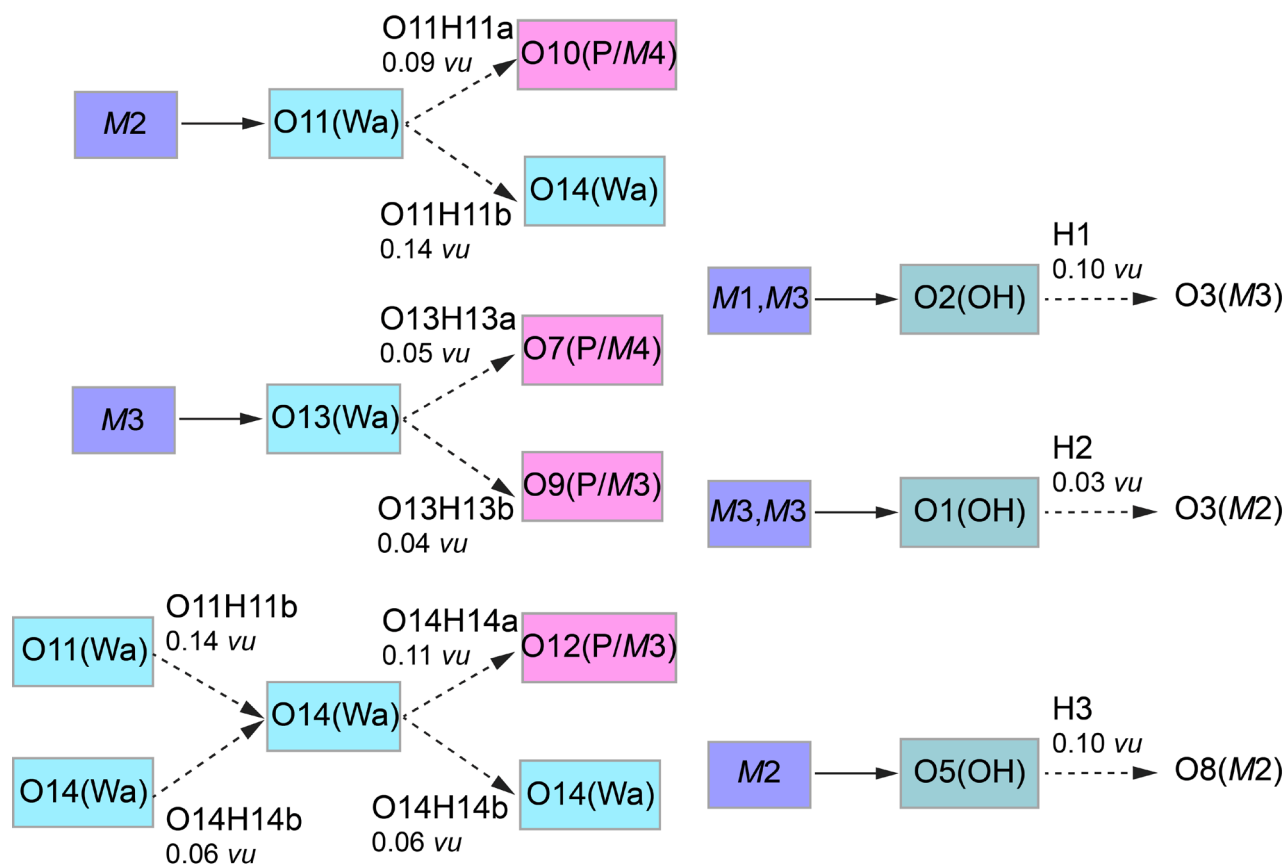 O11H11a
0.09 vu
O10(P/M4)
M2
O11(Wa)
O14(Wa)
O11H11b
0.14 vu
O13H13a
0.05 vu
O7(P/M4)
M3
O13(Wa)
O9(P/M3)
O13H13b
0.04 vu
O11H11b
0.14 vu
O11(Wa)
O14H14a
0.11 vu
O12(P/M3)
O14(Wa)
O14(Wa)
O14(Wa)
O14H14b
0.06 vu
O14H14b
0.06 vu
H1
0.10 vu
M1,M3
O2(OH)
O3(M3)
H2
0.03 vu
M3,M3
O1(OH)
O3(M2)
H3
0.10 vu
M2
O5(OH)
O8(M2)